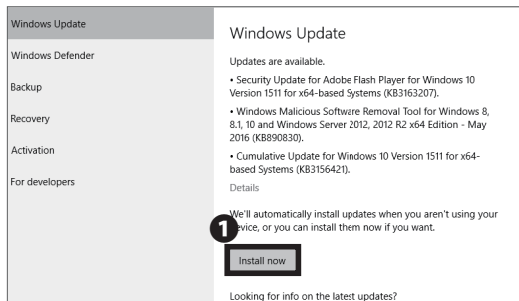 Windows Update
Windows Defender
Backup
Recovery
Activation
For developers
Windows Update
Updates are available.
• Security Update for Adobe Flash Player for Windows 10
Version 1511 for x64-based Systems (KB3163207).
• Windows Malicious Software Removal Tool for Windows 8,
8.1, 10 and Windows Server 2012, 2012 R2 x64 Edition - May
2016 (KB890830).
• Cumulative Update for Windows 10 Version 1511 for x64-
based Systems (KB3156421).
Details
We'll automatically install updates when you aren't using your
device, or you can install them now if you want.
1
Install now
Looking for info on the latest updates?